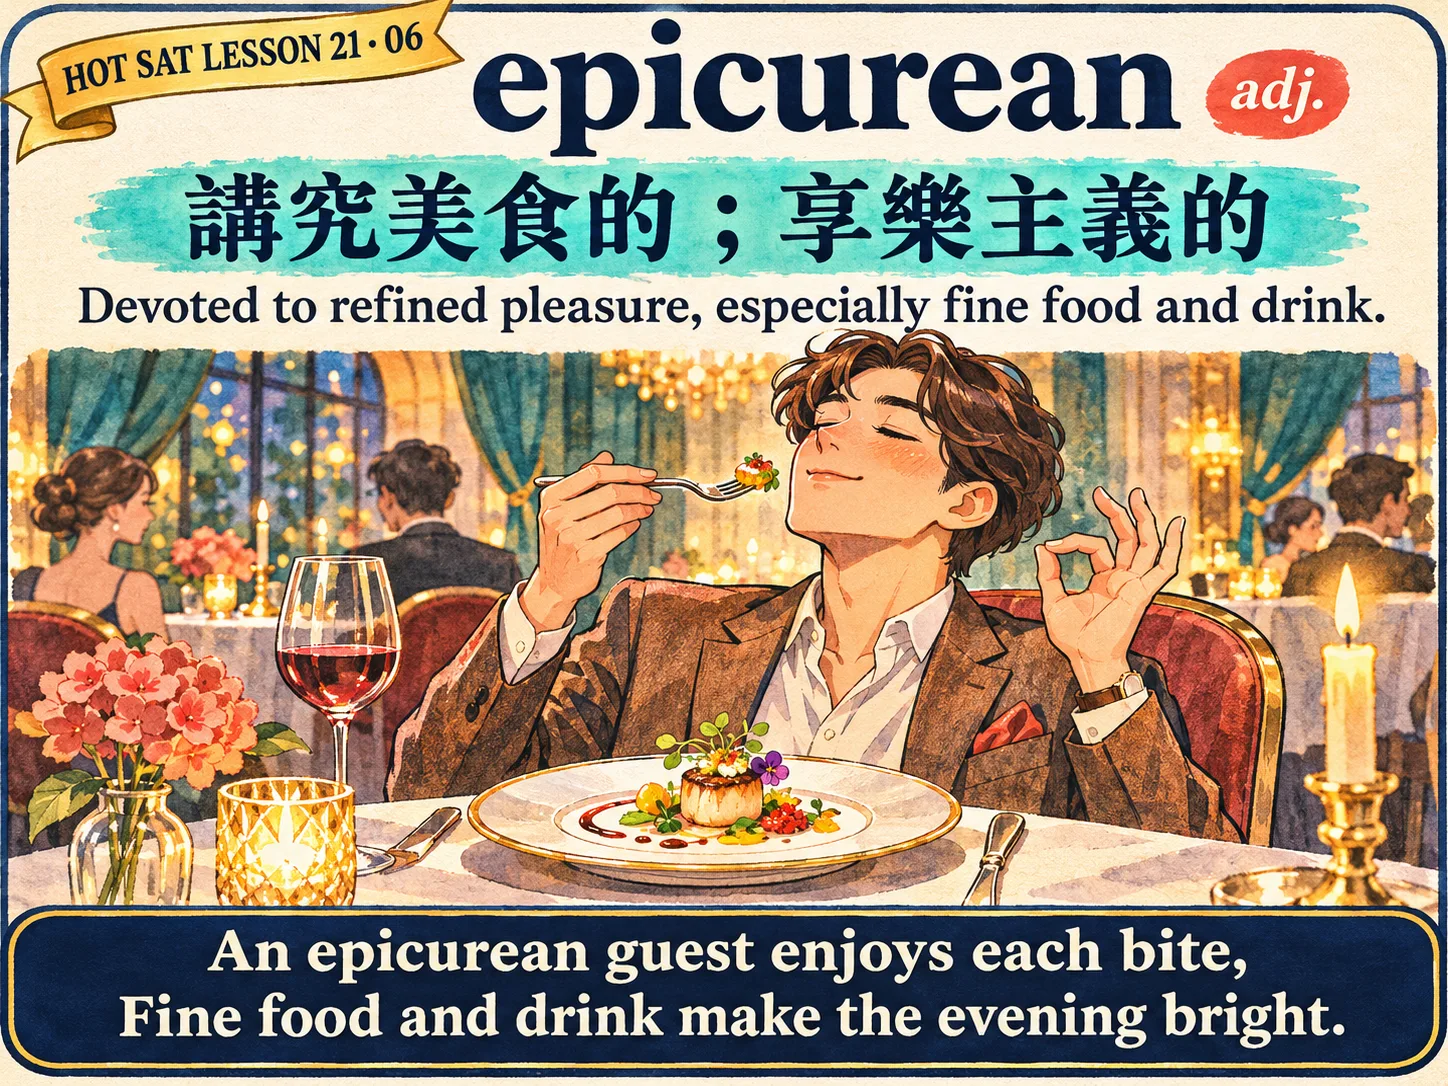 HOT SAT LESSON 21 · 06
epicurean
adj.
講究美食的；享樂主義的
Devoted to refined pleasure, especially fine food and drink.
An epicurean guest enjoys each bite,
Fine food and drink make the evening bright.